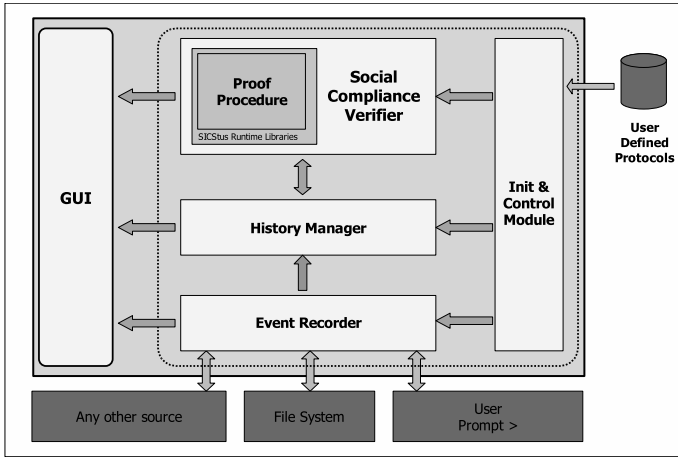 Proof
Procedure
SICStus Runtime Libraries
Social
Compliance
Verifier
User
Defined
Protocols
GUI
Init &
Control
Module
History Manager
Event Recorder
Any other source
File System
User
Prompt >